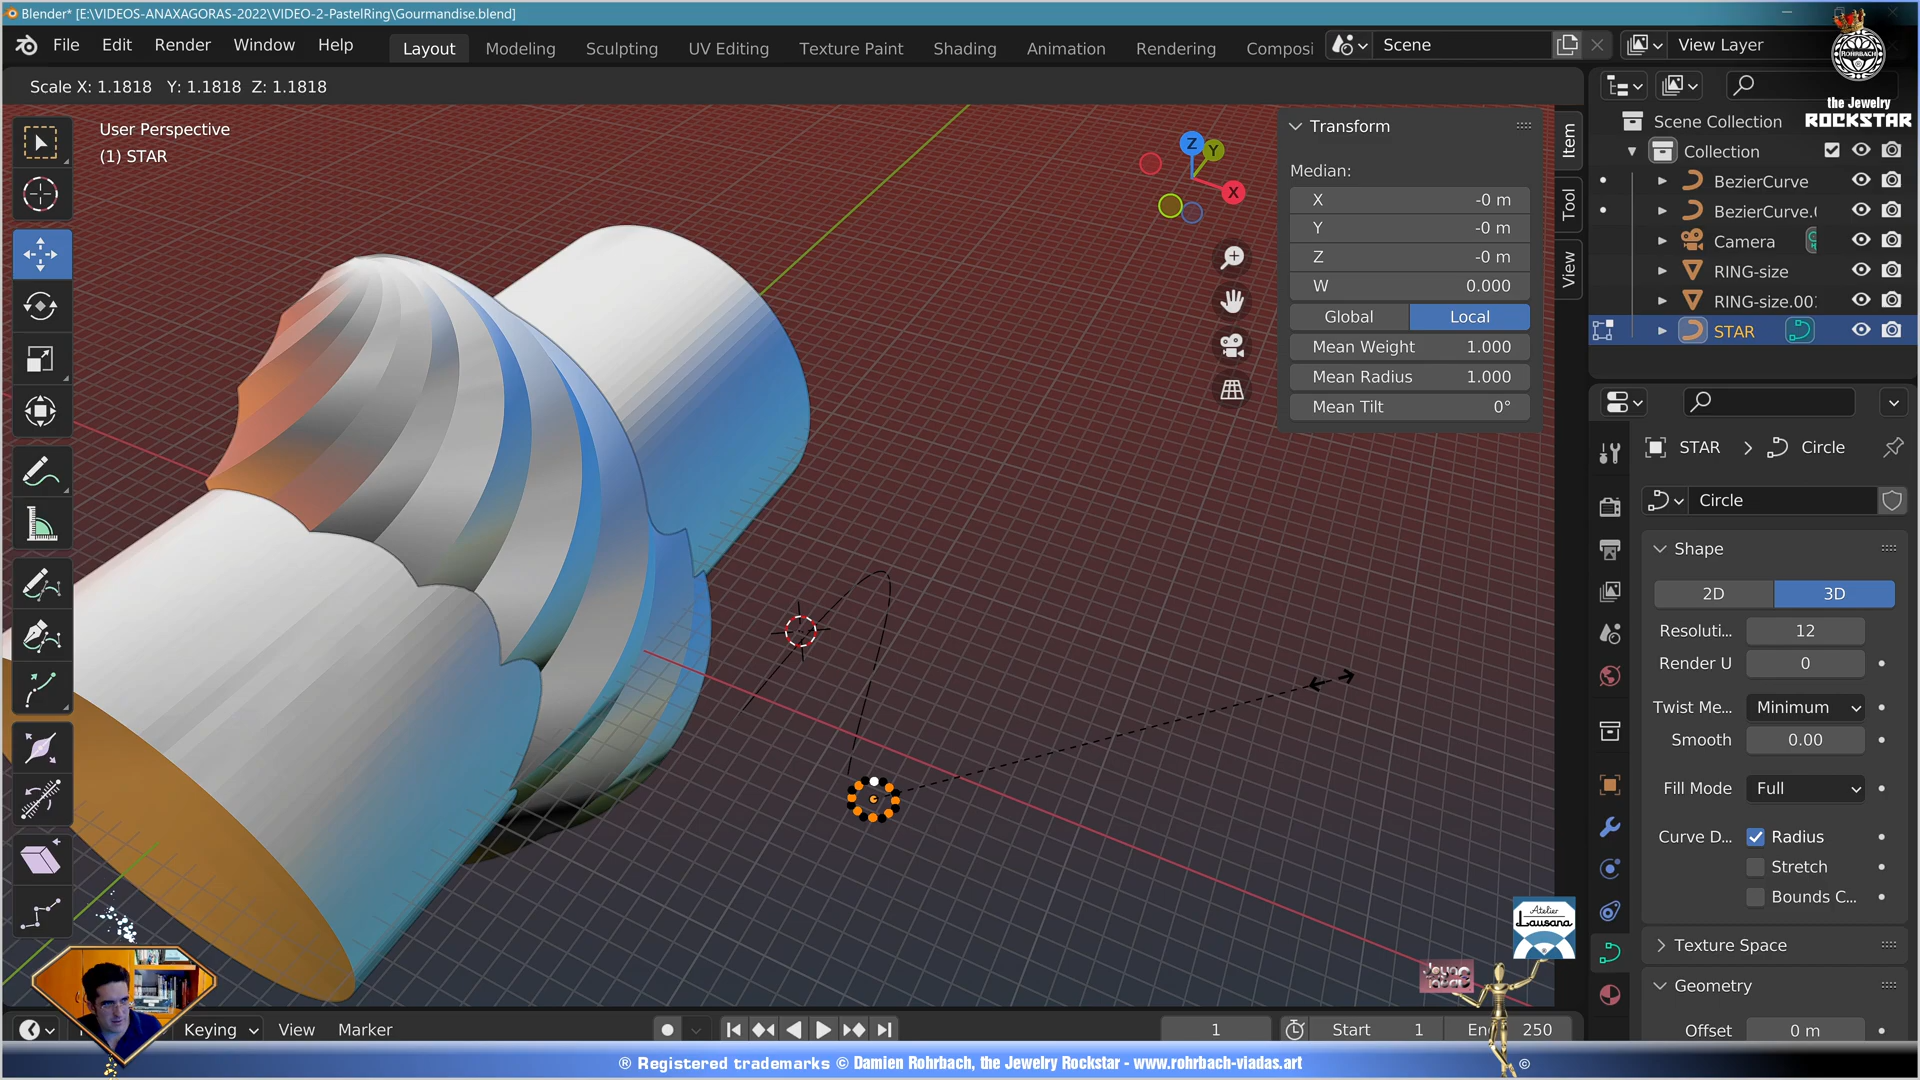 Blender* [E:\VIDEOS-ANAXAGORAS-2022\VIDEO-2-PastelRing\Gourmandise.blend]
File Edit Render Window Help
Layout Modeling Sculpting UV Editing Texture Paint Shading Animation Rendering Composi
Scene
View Layer
ROHRBACH
the Jewelry
ROCKSTAR
Scale X: 1.1818 Y: 1.1818 Z: 1.1818
User Perspective
(1) STAR
Z
Y
X
Transform
Median:
X -0 m
Y -0 m
Z -0 m
W 0.000
Global Local
Mean Weight 1.000
Mean Radius 1.000
Mean Tilt 0°
Item
Tool
View
Scene Collection
Collection
BezierCurve
BezierCurve.
Camera
RING-size
RING-size.00
STAR
STAR > Circle
Circle
Shape
2D 3D
Resoluti... 12
Render U 0
Twist Me... Minimum
Smooth 0.00
Fill Mode Full
Curve D... Radius
Stretch
Bounds C...
Texture Space
Geometry
Offset 0 m
Atelier
Lausana
Keying View Marker
1
Start 1
En 250
® Registered trademarks © Damien Rohrbach, the Jewelry Rockstar - www.rohrbach-viadas.art
©